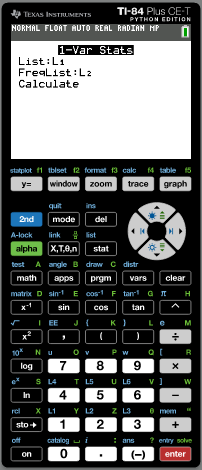 TEXAS INSTRUMENTS TI-84 Plus CE-T
PYTHON EDITION
NORMAL FLOAT AUTO REAL RADIAN MP
1-Var Stats
List:L₁
FreqList:L₂
Calculate
statplot f1 tblset f2 format f3 calc f4 table f5
y= window zoom trace graph
quit ins
2nd mode del
A-lock link list
alpha X,T,θ,n stat
test A angle B draw C distr
math apps prgm vars clear
matrix D sin⁻¹ E cos⁻¹ F tan⁻¹ G π H
x⁻¹ sin cos tan ^
√ I EE J { K } L e M
x² , ( ) ÷
10ˣ N u O v P w Q [ R
log 7 8 9 ×
eˣ S L4 T L5 U L6 V ] W
ln 4 5 6 −
rcl X L1 Y L2 Z L3 θ mem "
sto→ 1 2 3 +
off catalog ⎵ i : ans ? entry solve
on 0 . (-) enter